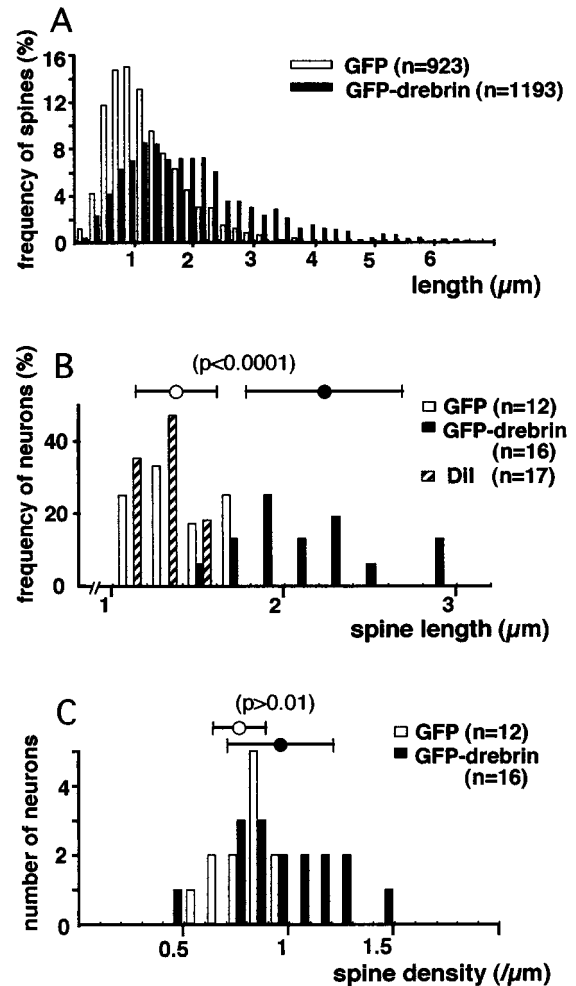 A
frequency of spines (%)
16
12
8
4
0
GFP (n=923)
GFP-drebrin (n=1193)
1 2 3 4 5 6
length (µm)
B
(p<0.0001)
frequency of neurons (%)
40
20
0
GFP (n=12)
GFP-drebrin
(n=16)
DiI (n=17)
1 2 3
spine length (µm)
C
(p>0.01)
number of neurons
4
2
0
GFP (n=12)
GFP-drebrin
(n=16)
0.5 1 1.5
spine density (/µm)